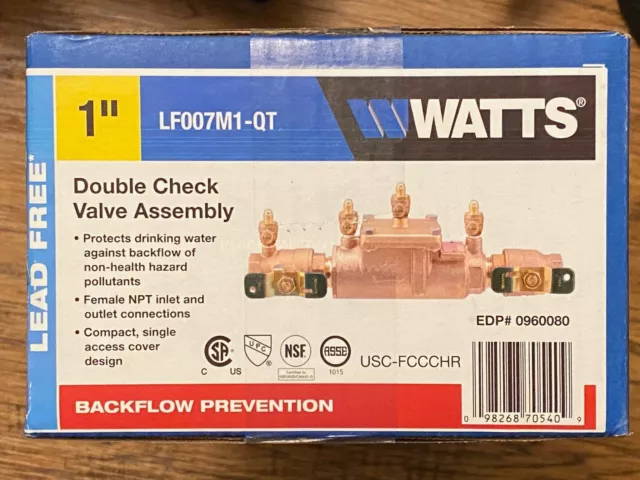 1"
LF007M1-QT
WATTS®
LEAD FREE*
Double Check
Valve Assembly
• Protects drinking water
against backflow of
non-health hazard
pollutants
• Female NPT inlet and
outlet connections
• Compact, single
access cover
design
EDP# 0960080
C US
UPC
NSF
ASSE
1015
USC-FCCCHR
0 98268 70540 9
BACKFLOW PREVENTION